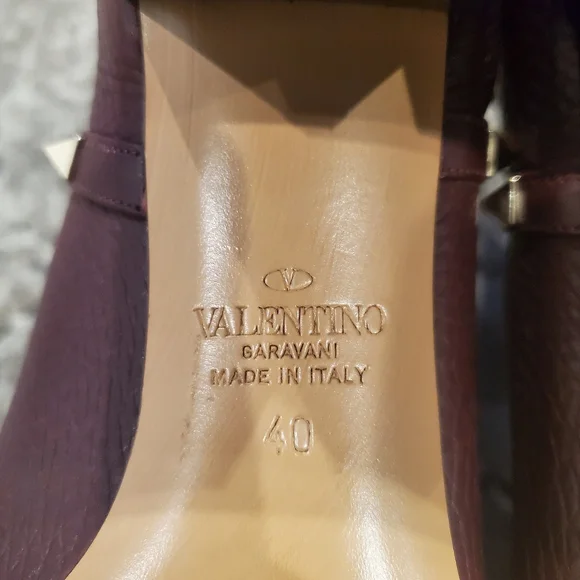 V
VALENTINO
GARAVANI
MADE IN ITALY
40